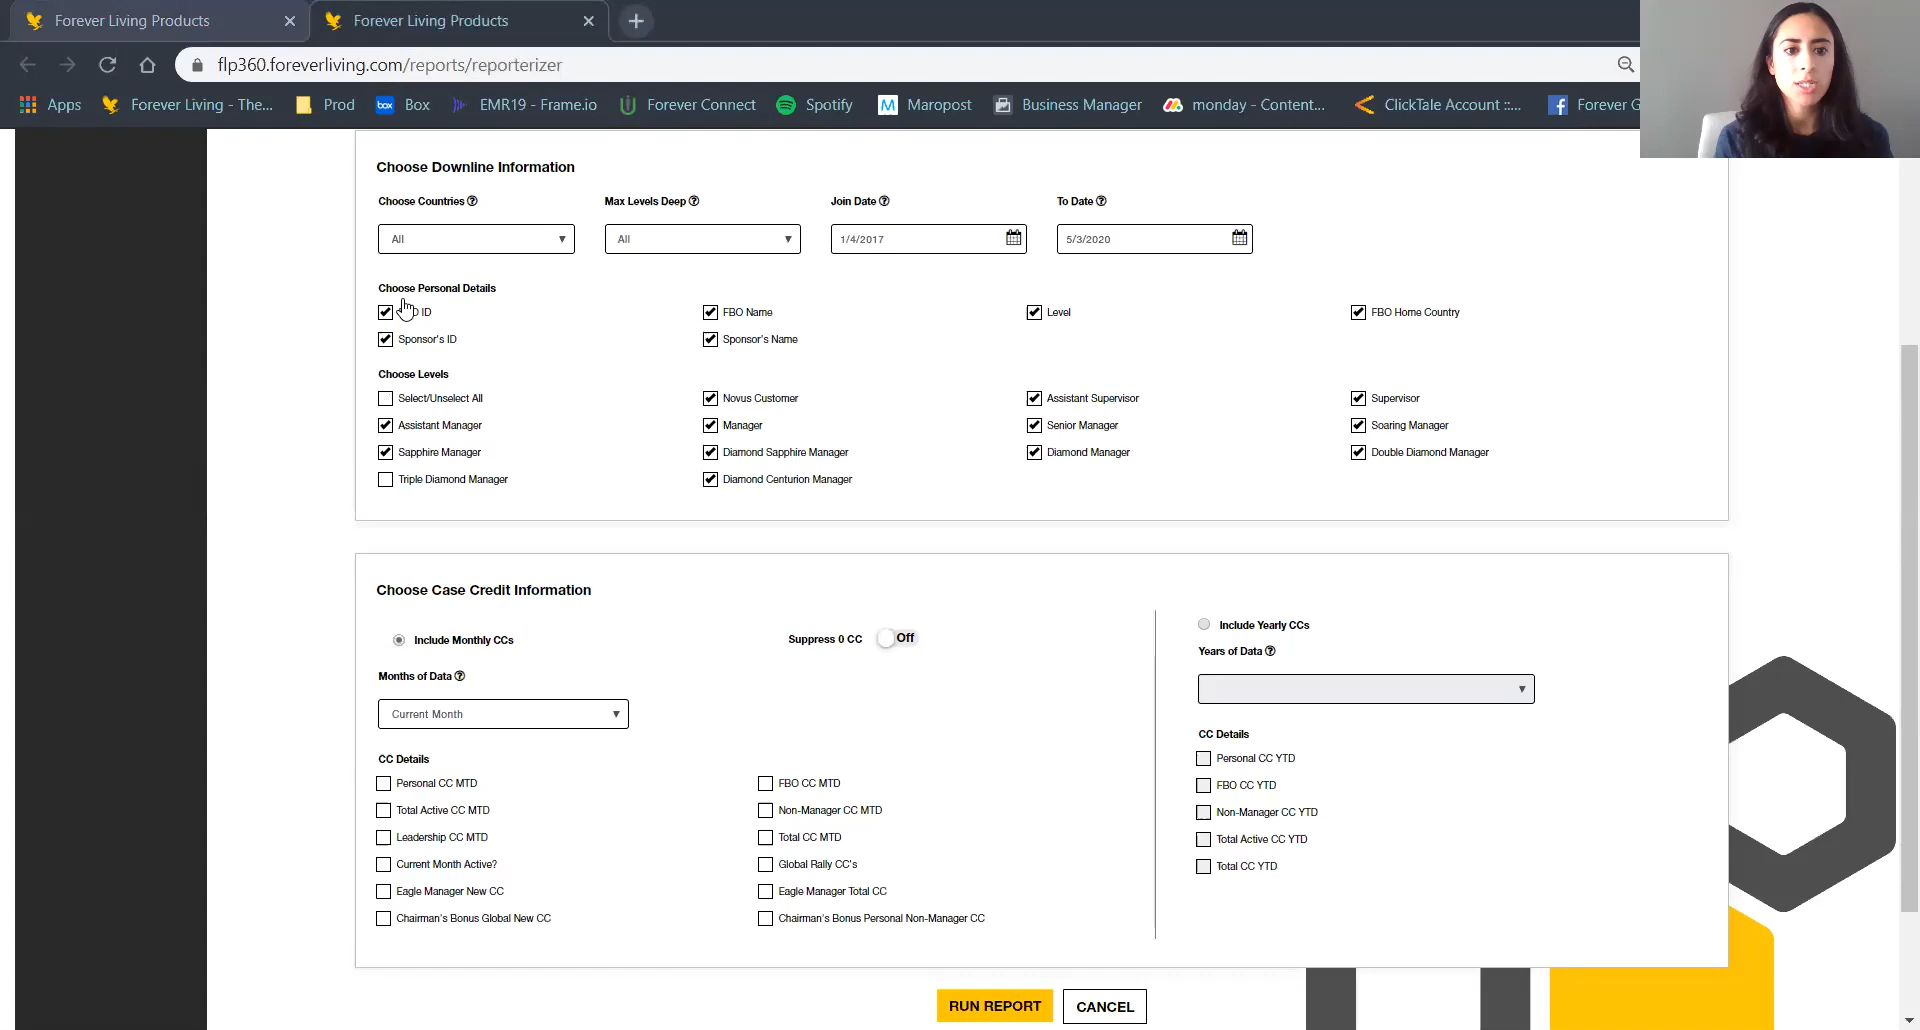 Forever Living Products
Forever Living Products
flp360.foreverliving.com/reports/reporterizer
Apps Forever Living - The... Prod box Box EMR19 - Frame.io Forever Connect Spotify M Maropost Business Manager monday - Content... ClickTale Account ::... Forever G
Choose Downline Information
Choose Countries ? Max Levels Deep ? Join Date ? To Date ?
All All 1/4/2017 5/3/2020
Choose Personal Details
ID FBO Name Level FBO Home Country
Sponsor's ID Sponsor's Name
Choose Levels
Select/Unselect All Novus Customer Assistant Supervisor Supervisor
Assistant Manager Manager Senior Manager Soaring Manager
Sapphire Manager Diamond Sapphire Manager Diamond Manager Double Diamond Manager
Triple Diamond Manager Diamond Centurion Manager
Choose Case Credit Information
Include Monthly CCs Suppress 0 CC Off
Months of Data ?
Current Month
CC Details
Personal CC MTD FBO CC MTD
Total Active CC MTD Non-Manager CC MTD
Leadership CC MTD Total CC MTD
Current Month Active? Global Rally CC's
Eagle Manager New CC Eagle Manager Total CC
Chairman's Bonus Global New CC Chairman's Bonus Personal Non-Manager CC
Include Yearly CCs
Years of Data ?
CC Details
Personal CC YTD
FBO CC YTD
Non-Manager CC YTD
Total Active CC YTD
Total CC YTD
RUN REPORT CANCEL